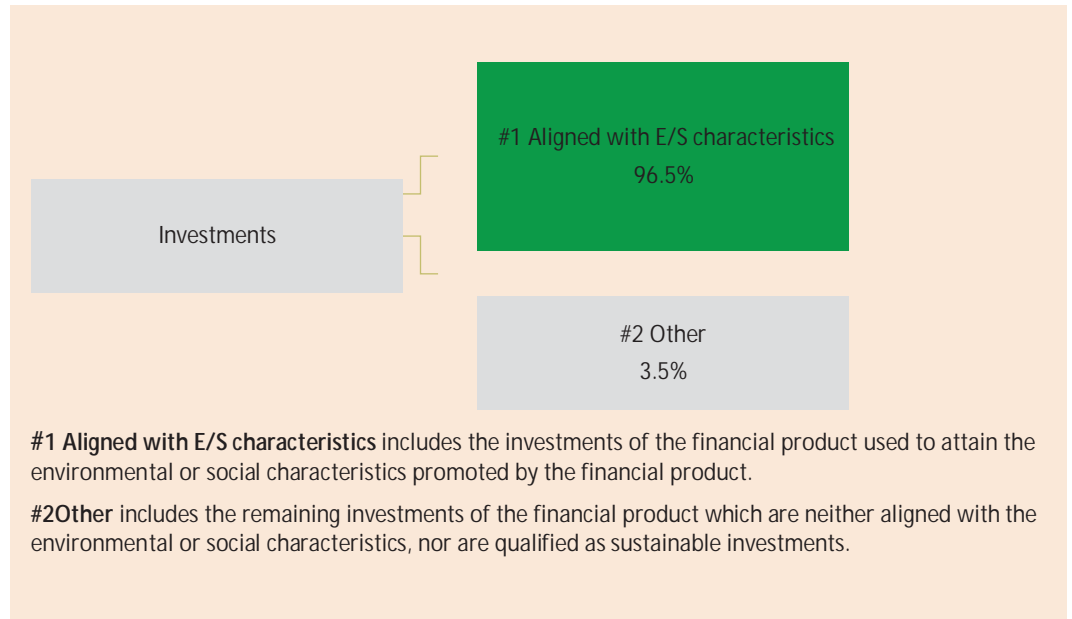 #1 Aligned with E/S characteristics
96.5%
Investments
#2 Other
3.5%
#1 Aligned with E/S characteristics includes the investments of the financial product used to attain the
environmental or social characteristics promoted by the financial product.
#2Other includes the remaining investments of the financial product which are neither aligned with the
environmental or social characteristics, nor are qualified as sustainable investments.